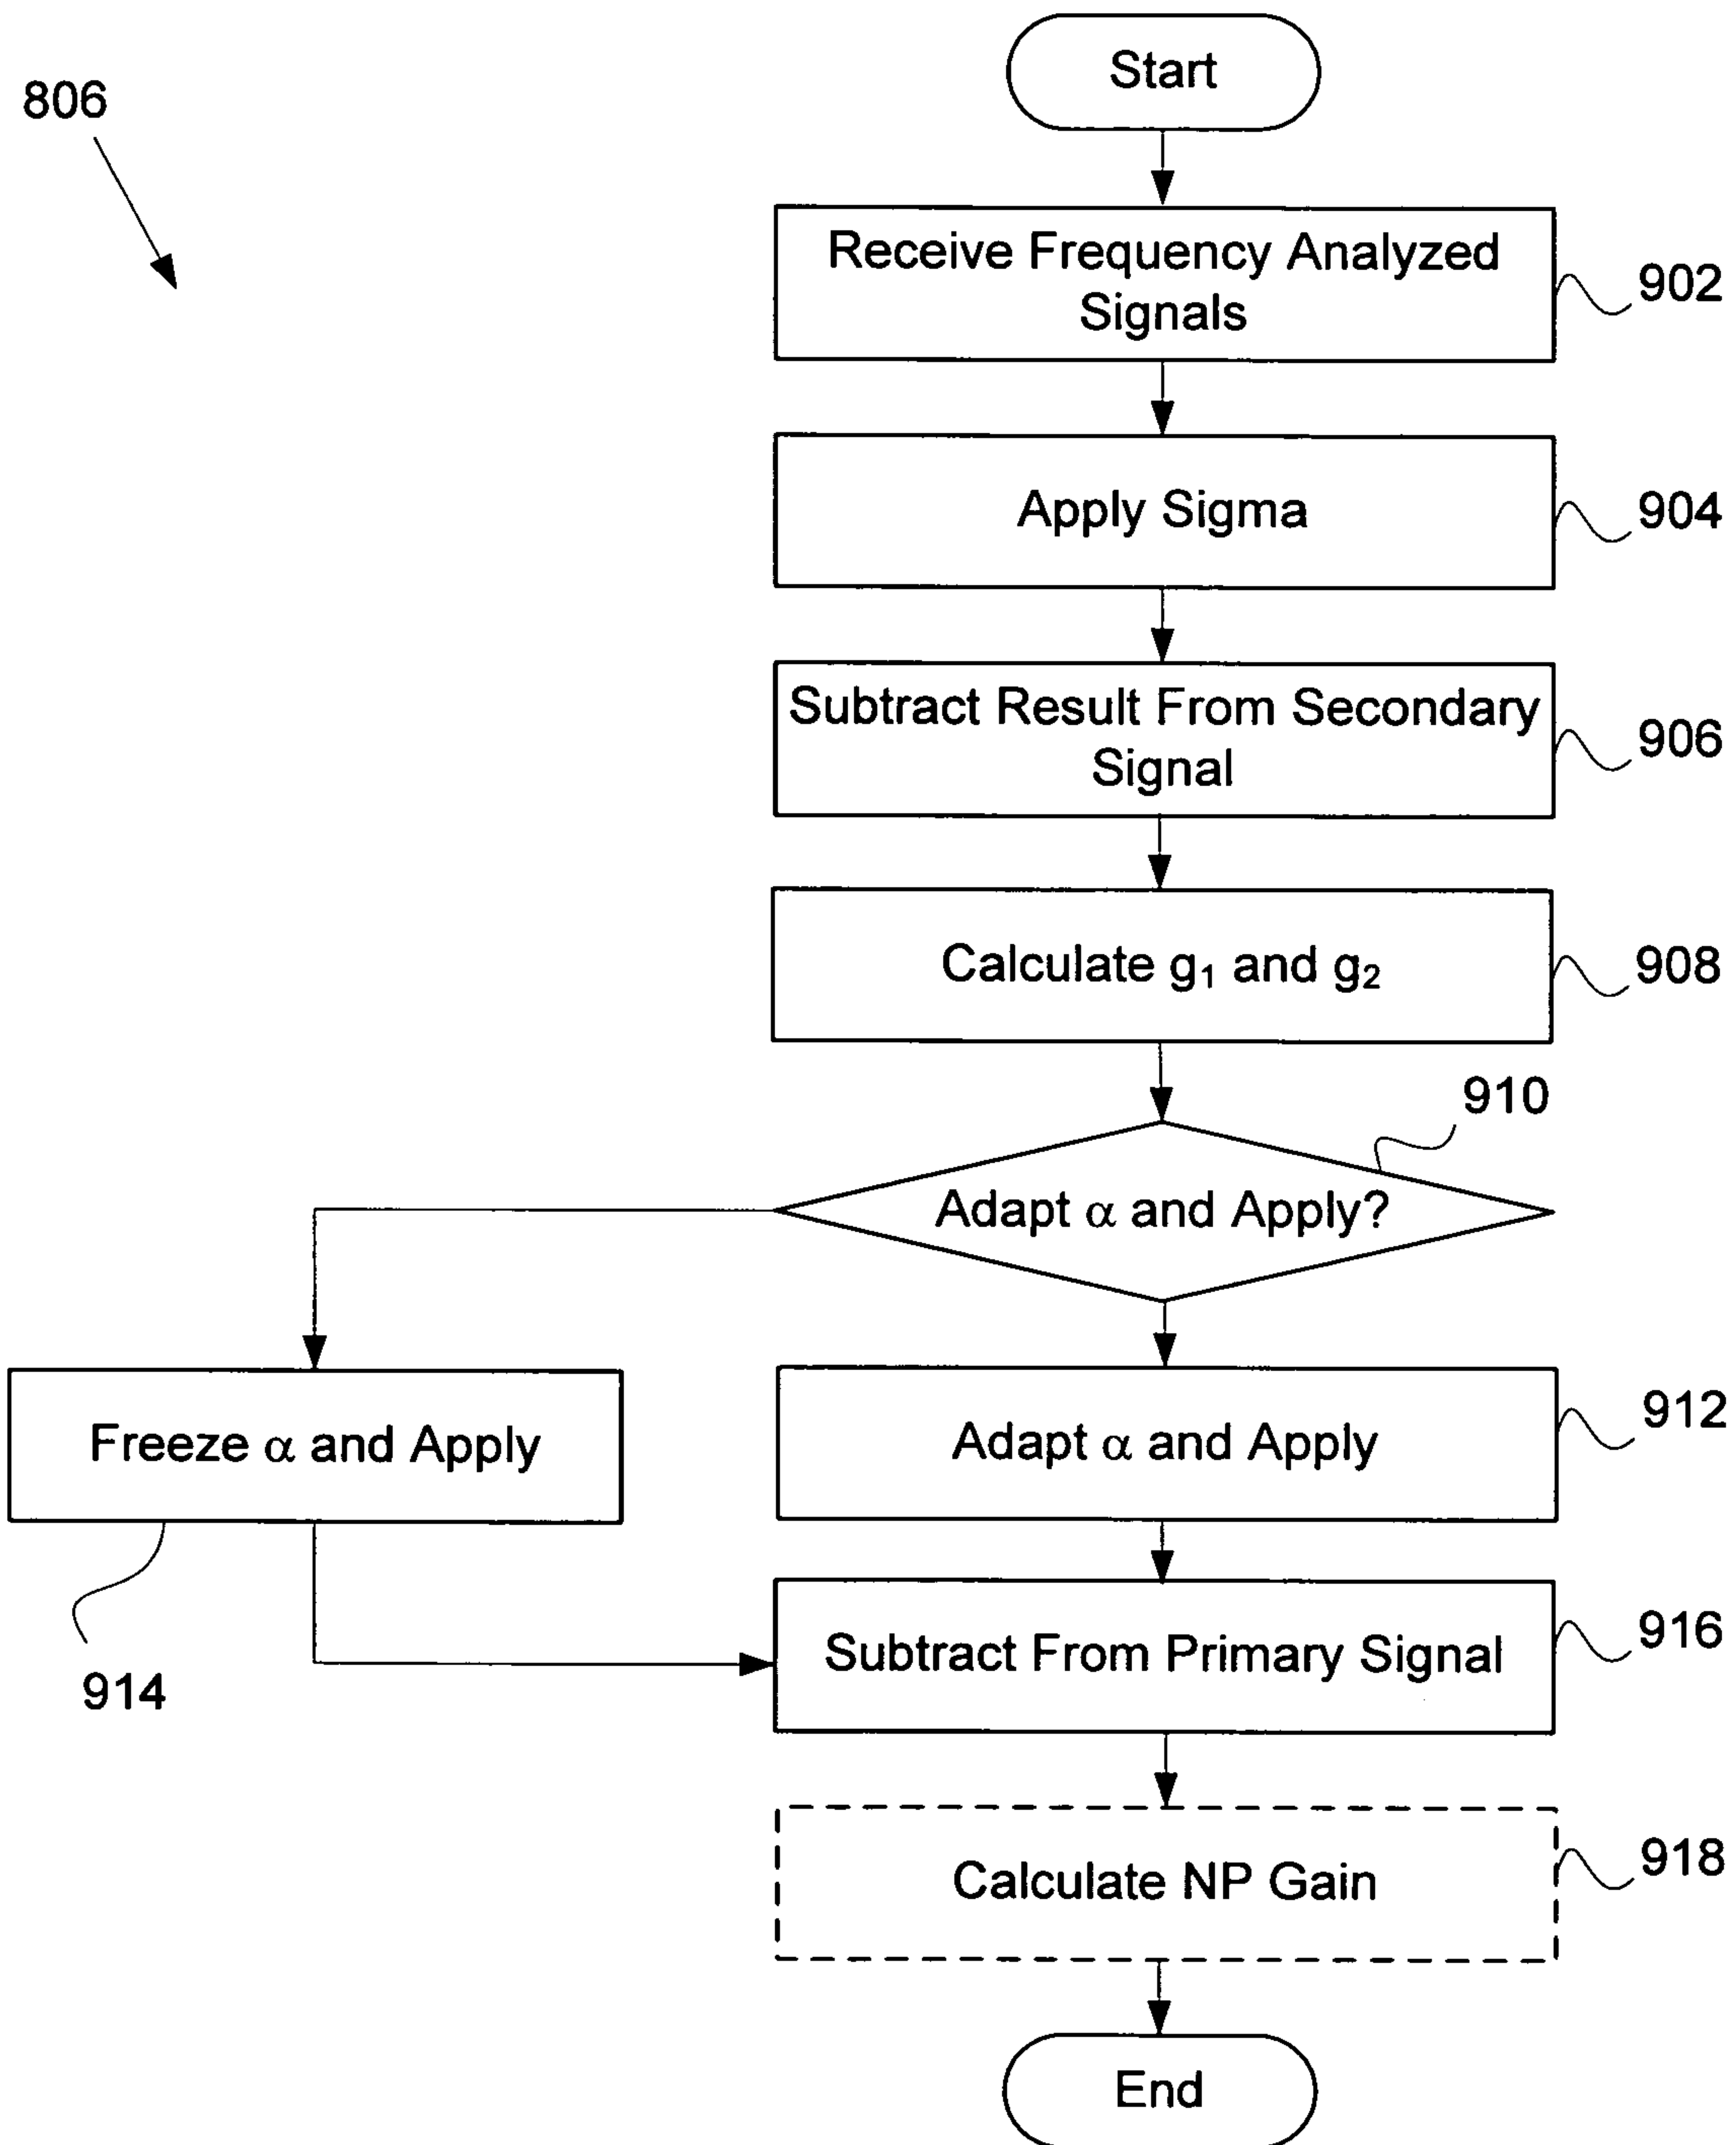 Start
806
Receive Frequency Analyzed
Signals
902
Apply Sigma
904
Subtract Result From Secondary
Signal
906
Calculate g₁ and g₂
908
910
Adapt α and Apply?
Freeze α and Apply
Adapt α and Apply
912
914
Subtract From Primary Signal
916
Calculate NP Gain
918
End